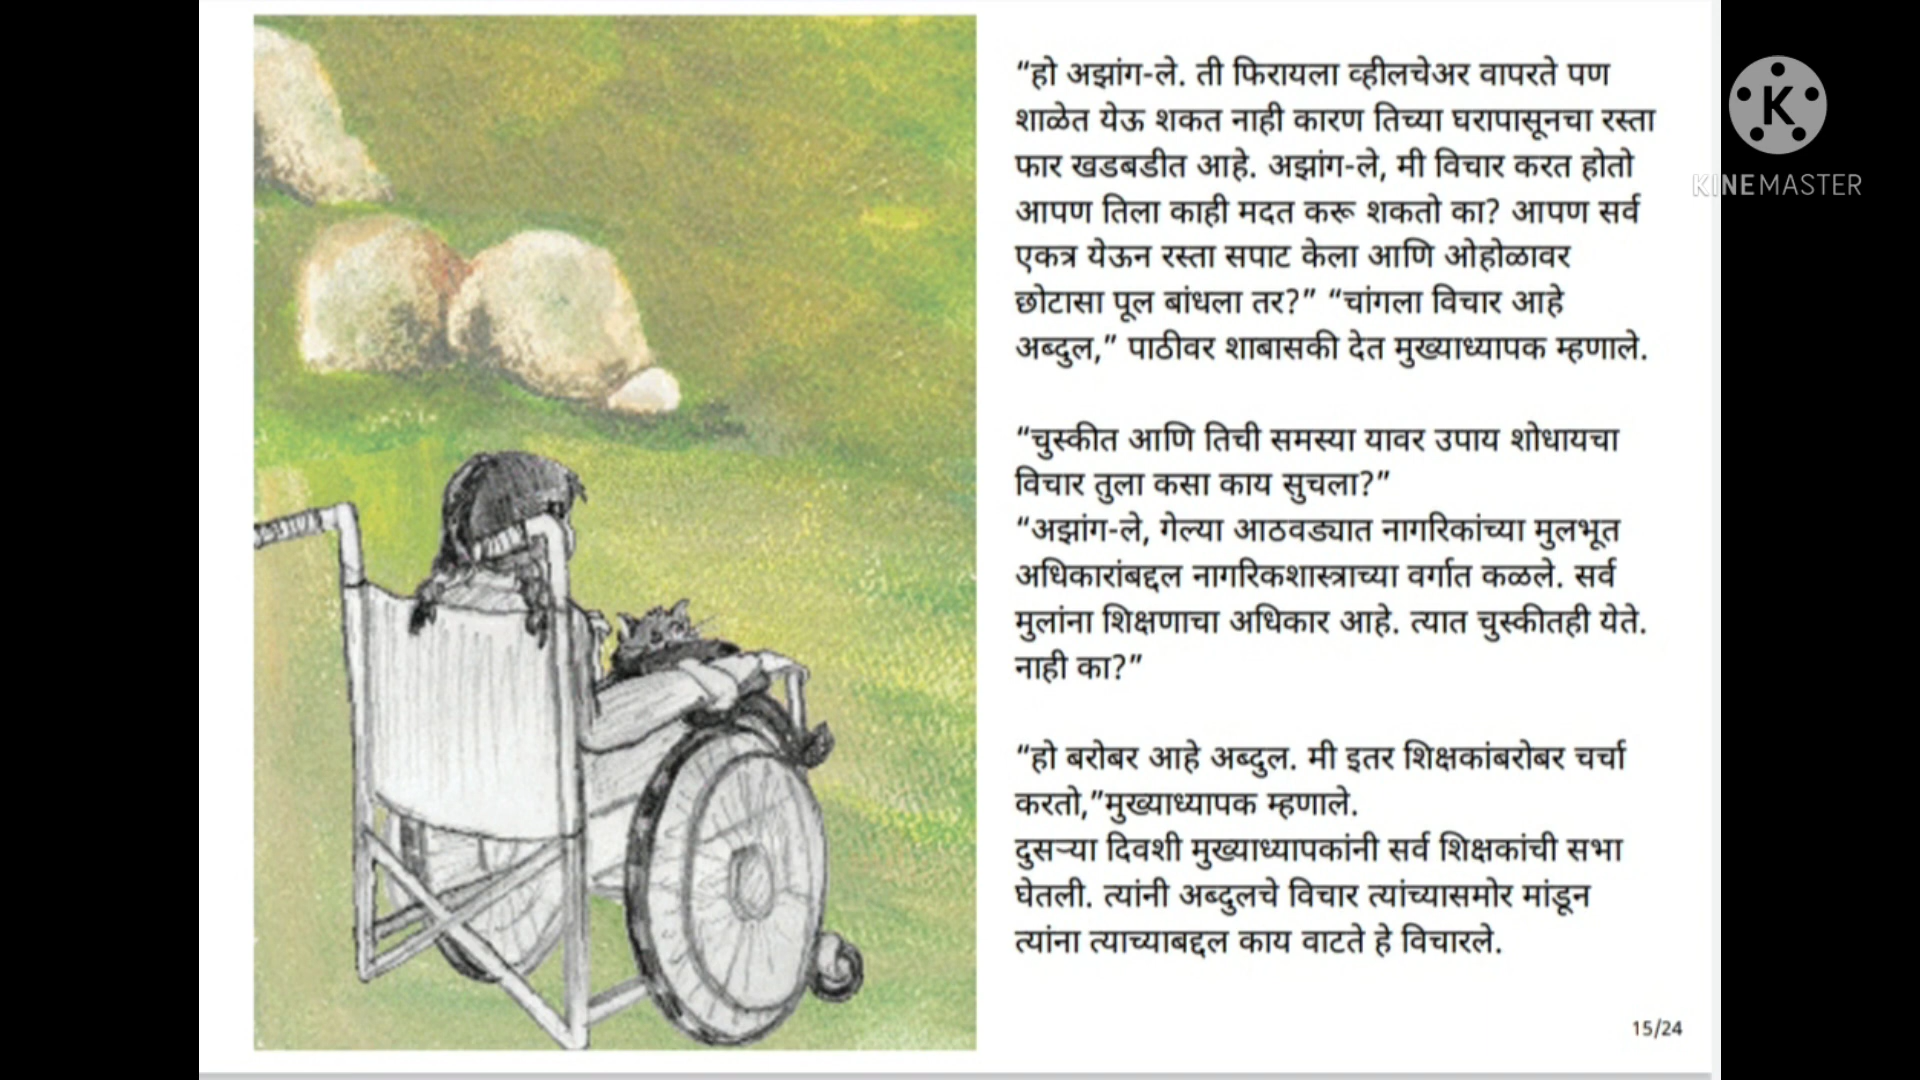 “हो अझांग-ले. ती फिरायला व्हीलचेअर वापरते पण
शाळेत येऊ शकत नाही कारण तिच्या घरापासूनचा रस्ता
फार खडबडीत आहे. अझांग-ले, मी विचार करत होतो
आपण तिला काही मदत करू शकतो का? आपण सर्व
एकत्र येऊन रस्ता सपाट केला आणि ओहोळावर
छोटासा पूल बांधला तर?” “चांगला विचार आहे
अब्दुल,” पाठीवर शाबासकी देत मुख्याध्यापक म्हणाले.
“चुस्कीत आणि तिची समस्या यावर उपाय शोधायचा
विचार तुला कसा काय सुचला?”
“अझांग-ले, गेल्या आठवड्यात नागरिकांच्या मुलभूत
अधिकारांबद्दल नागरिकशास्त्राच्या वर्गात कळले. सर्व
मुलांना शिक्षणाचा अधिकार आहे. त्यात चुस्कीतही येते.
नाही का?”
“हो बरोबर आहे अब्दुल. मी इतर शिक्षकांबरोबर चर्चा
करतो,”मुख्याध्यापक म्हणाले.
दुसऱ्या दिवशी मुख्याध्यापकांनी सर्व शिक्षकांची सभा
घेतली. त्यांनी अब्दुलचे विचार त्यांच्यासमोर मांडून
त्यांना त्याच्याबद्दल काय वाटते हे विचारले.
15/24
K
KINEMASTER